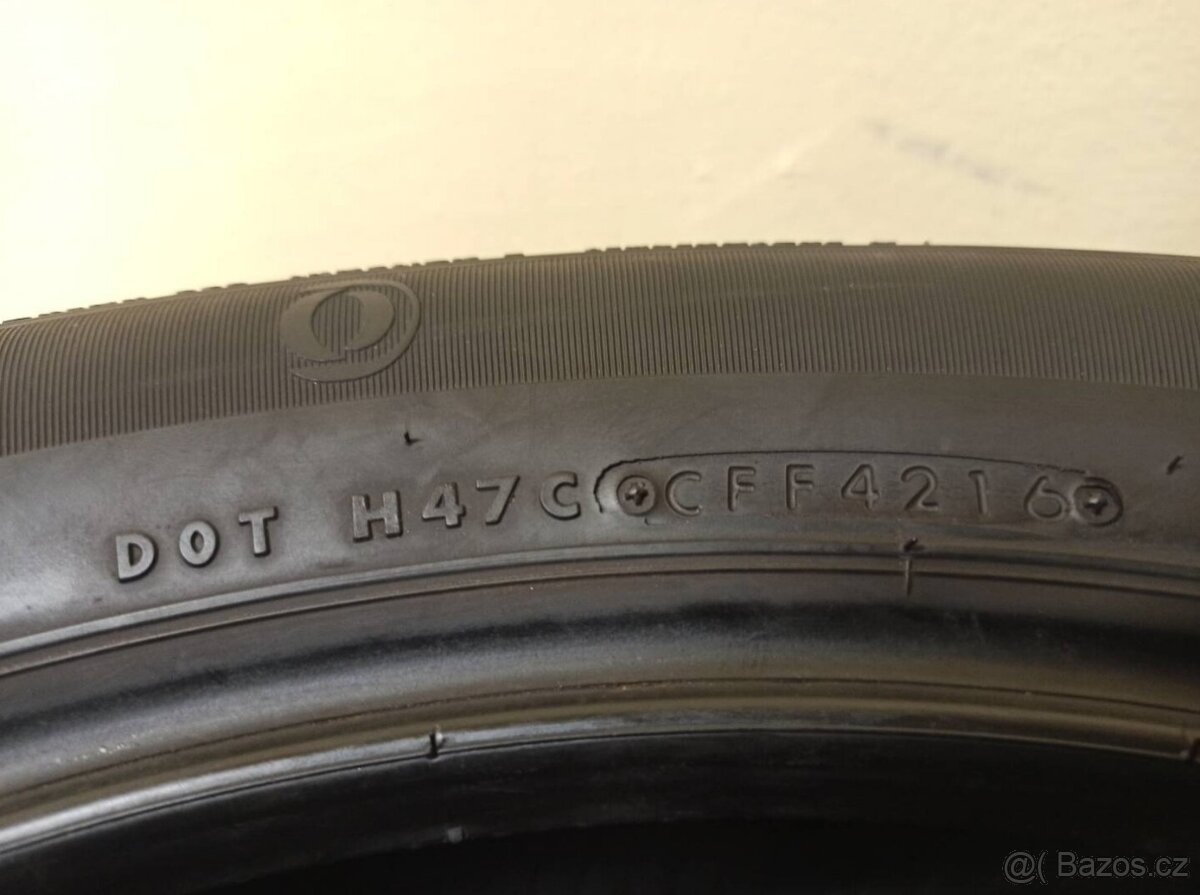 DOT H47C CFF4216
@( Bazos.cz